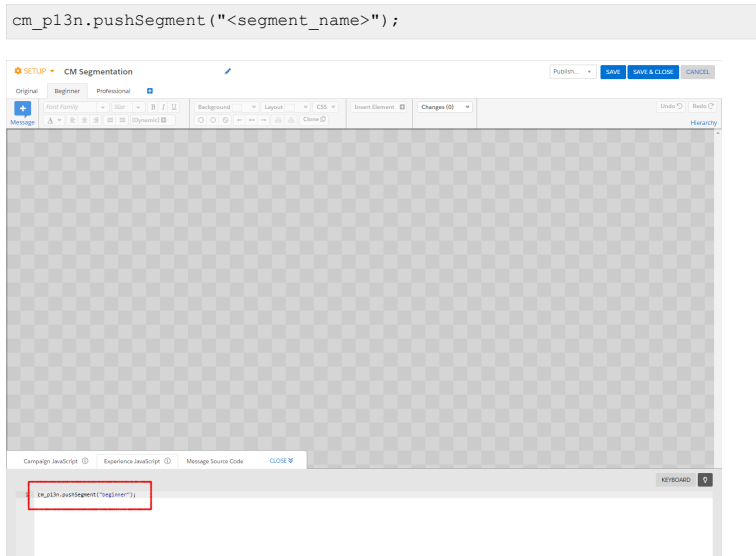 cm_p13n.pushSegment("<segment_name>");
SETUP CM Segmentation Publish... SAVE SAVE & CLOSE CANCEL
Original Beginner Professional
Font Family Size B I U Background Layout CSS Insert Element Changes (0) Undo Redo
Message A (Dynamic) Clone Hierarchy
Campaign JavaScript Experience JavaScript Message Source Code CLOSE
KEYBOARD
cm_p13n.pushSegment("beginner");